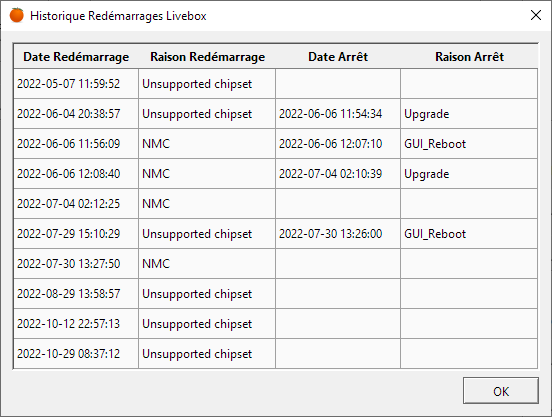 Historique Redémarrages Livebox
Date Redémarrage Raison Redémarrage Date Arrêt Raison Arrêt
2022-05-07 11:59:52 Unsupported chipset
2022-06-04 20:38:57 Unsupported chipset 2022-06-06 11:54:34 Upgrade
2022-06-06 11:56:09 NMC 2022-06-06 12:07:10 GUI_Reboot
2022-06-06 12:08:40 NMC 2022-07-04 02:10:39 Upgrade
2022-07-04 02:12:25 NMC
2022-07-29 15:10:29 Unsupported chipset 2022-07-30 13:26:00 GUI_Reboot
2022-07-30 13:27:50 NMC
2022-08-29 13:58:57 Unsupported chipset
2022-10-12 22:57:13 Unsupported chipset
2022-10-29 08:37:12 Unsupported chipset
OK